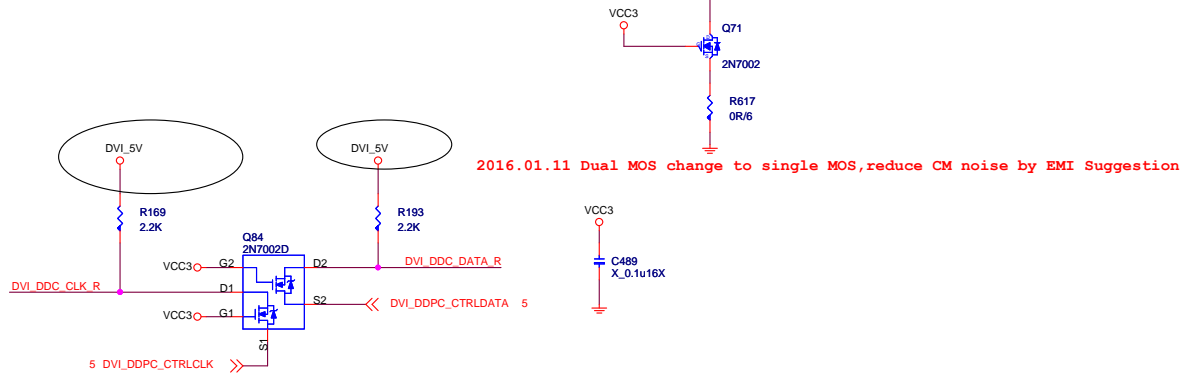 VCC3
Q71
2N7002
R617
0R/6
DVI_5V
DVI_5V
2016.01.11 Dual MOS change to single MOS,reduce CM noise by EMI Suggestion
R169
2.2K
R193
2.2K
VCC3
Q84
2N7002D
C489
X_0.1u16X
VCC3
G2
D2
DVI_DDC_DATA_R
DVI_DDC_CLK_R
D1
S2
DVI_DDPC_CTRLDATA 5
VCC3
G1
S1
5 DVI_DDPC_CTRLCLK